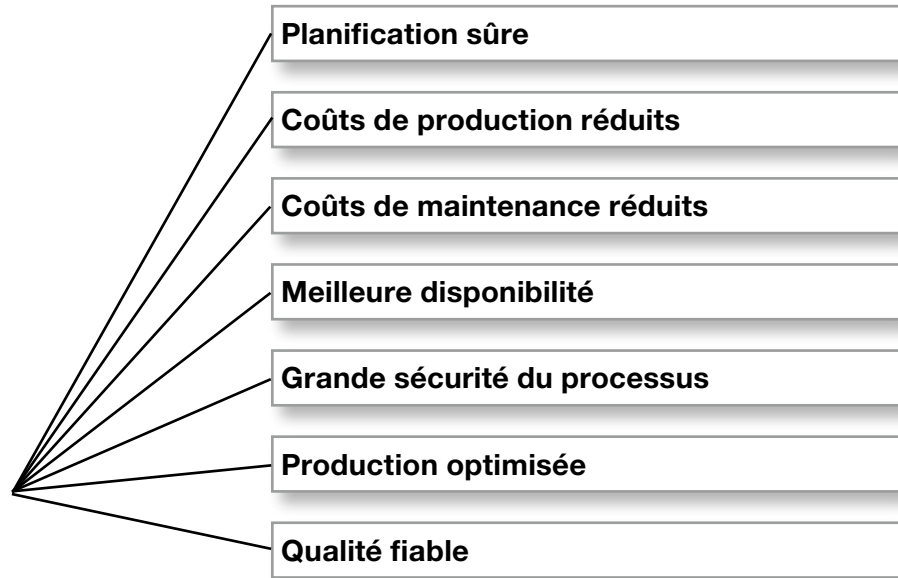 Planification sûre
Coûts de production réduits
Coûts de maintenance réduits
Meilleure disponibilité
Grande sécurité du processus
Production optimisée
Qualité fiable